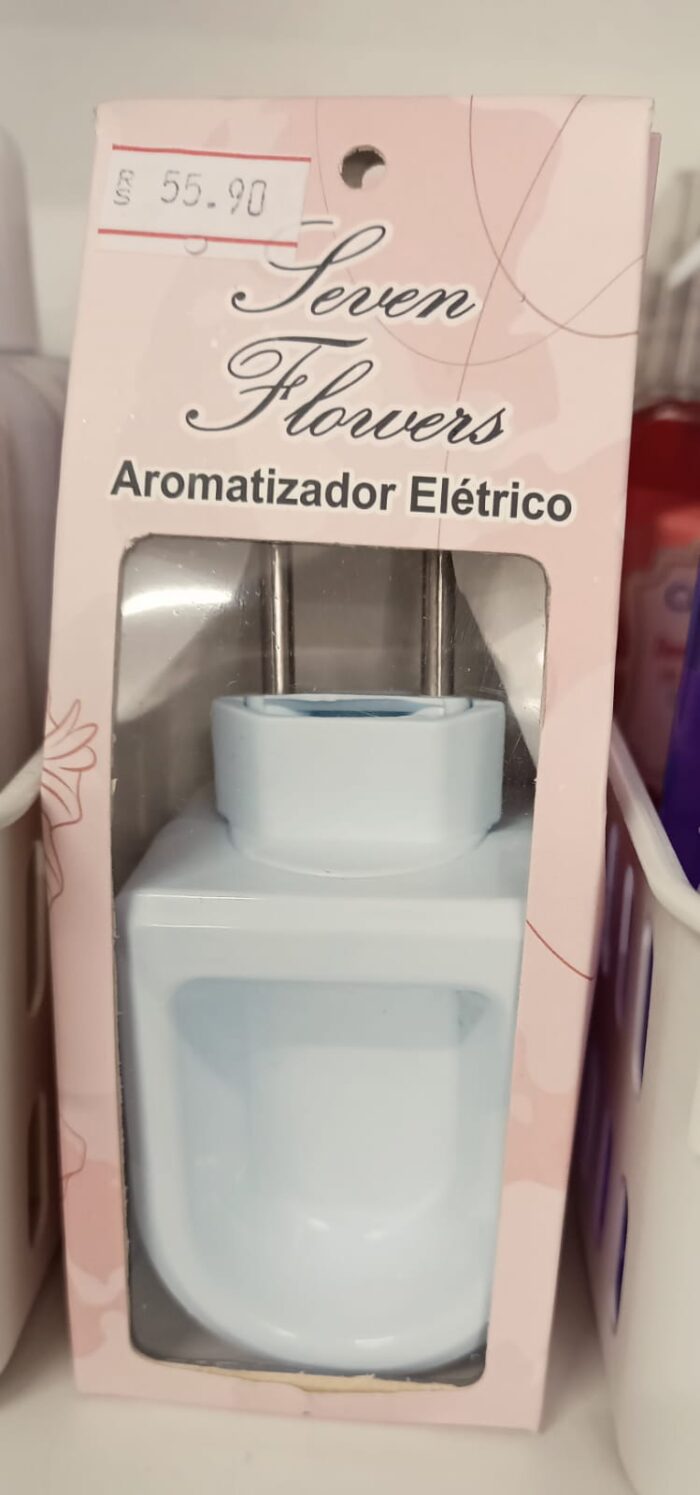 R$ 55.90
Seven
Flowers
Aromatizador Elétrico